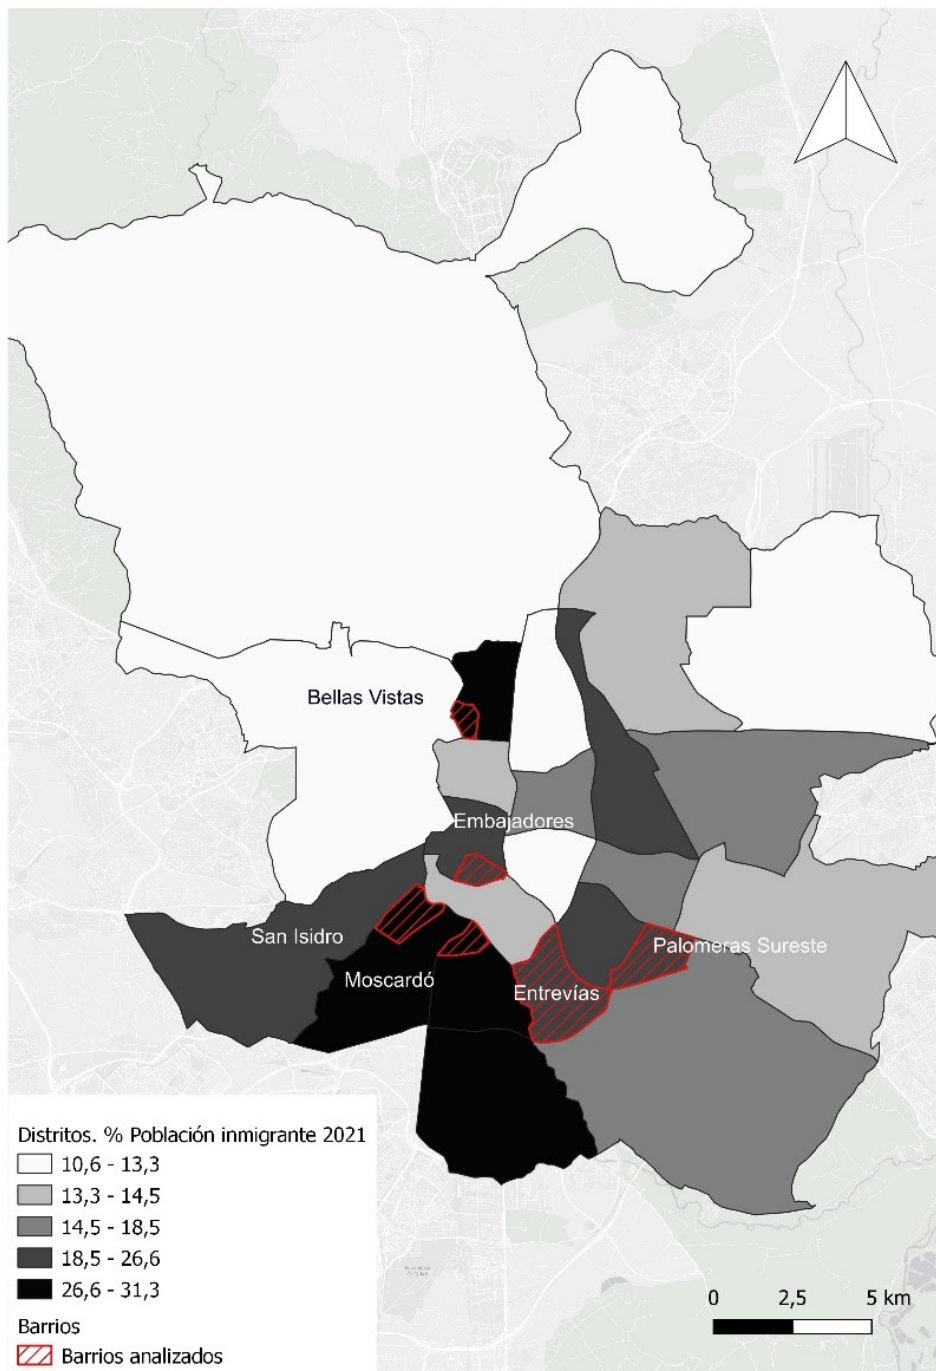 Bellas Vistas
Embajadores
San Isidro
Palomeras Sureste
Moscardó
Entrevías
Distritos. % Población inmigrante 2021
10,6 - 13,3
13,3 - 14,5
14,5 - 18,5
18,5 - 26,6
26,6 - 31,3
Barrios
Barrios analizados
0 2,5 5 km